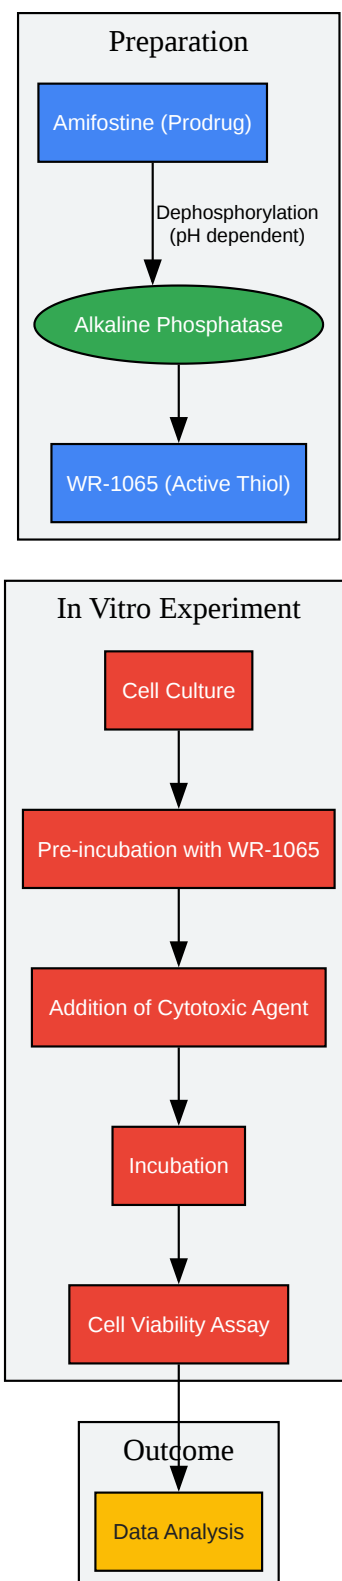 Preparation
Amifostine (Prodrug)
Dephosphorylation
(pH dependent)
Alkaline Phosphatase
WR-1065 (Active Thiol)
In Vitro Experiment
Cell Culture
Pre-incubation with WR-1065
Addition of Cytotoxic Agent
Incubation
Cell Viability Assay
Outcome
Data Analysis